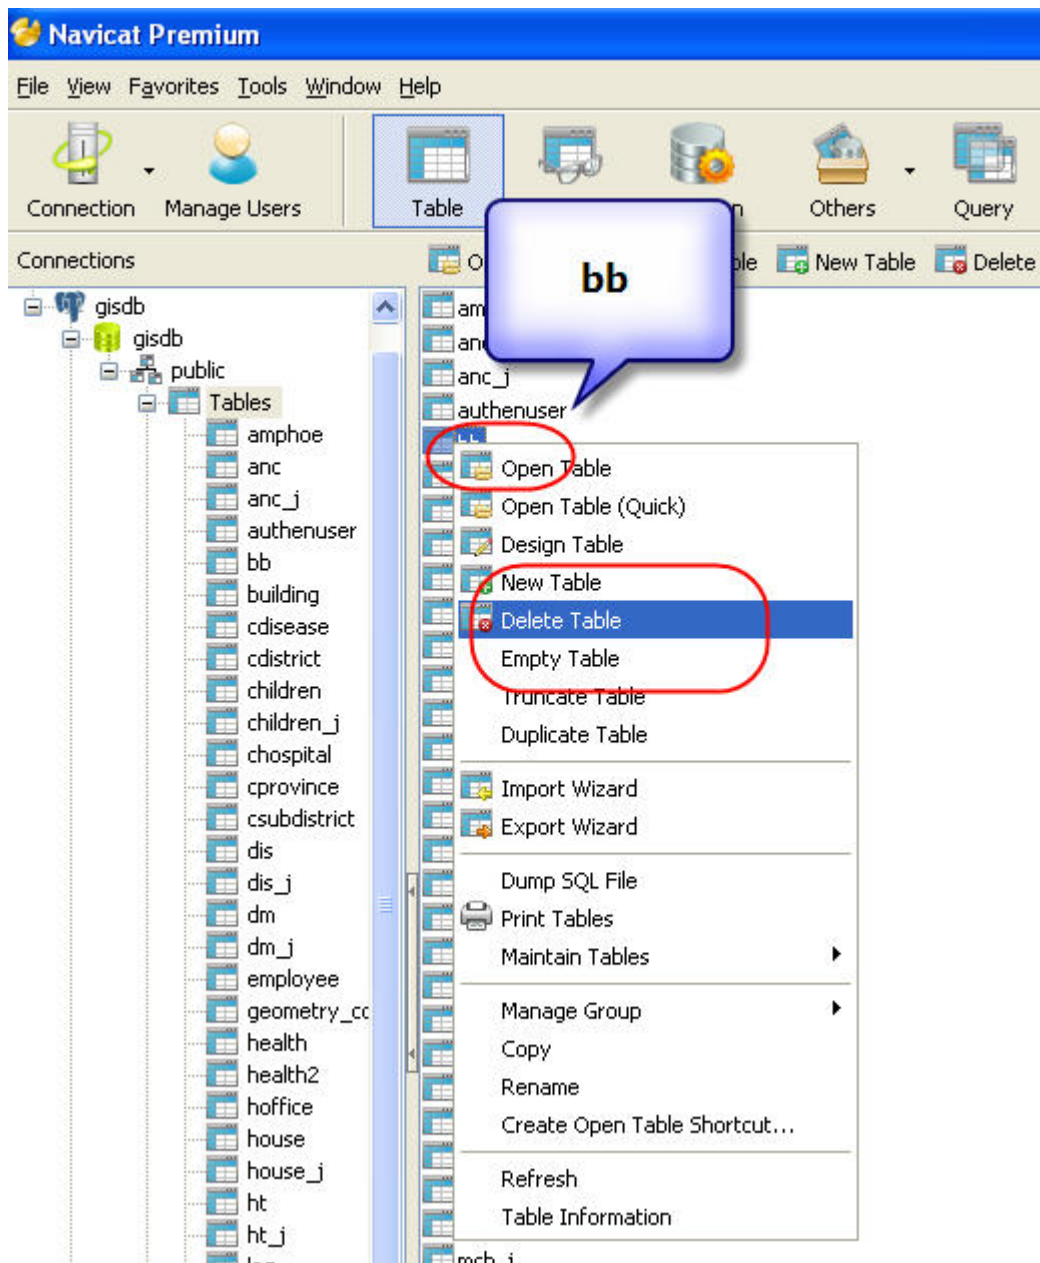 Navicat Premium
File View Favorites Tools Window Help
Connection Manage Users Table Others Query
Connections
New Table Delete
bb
gisdb
gisdb
public
Tables
amphoe
anc
anc_j
authenuser
bb
building
cdisease
cdistrict
children
children_j
chospital
cprovince
csubdistrict
dis
dis_j
dm
dm_j
employee
geometry_cc
health
health2
hoffice
house
house_j
ht
ht_j
anc_j
authenuser
bb
Open Table
Open Table (Quick)
Design Table
New Table
Delete Table
Empty Table
Truncate Table
Duplicate Table
Import Wizard
Export Wizard
Dump SQL File
Print Tables
Maintain Tables
Manage Group
Copy
Rename
Create Open Table Shortcut...
Refresh
Table Information